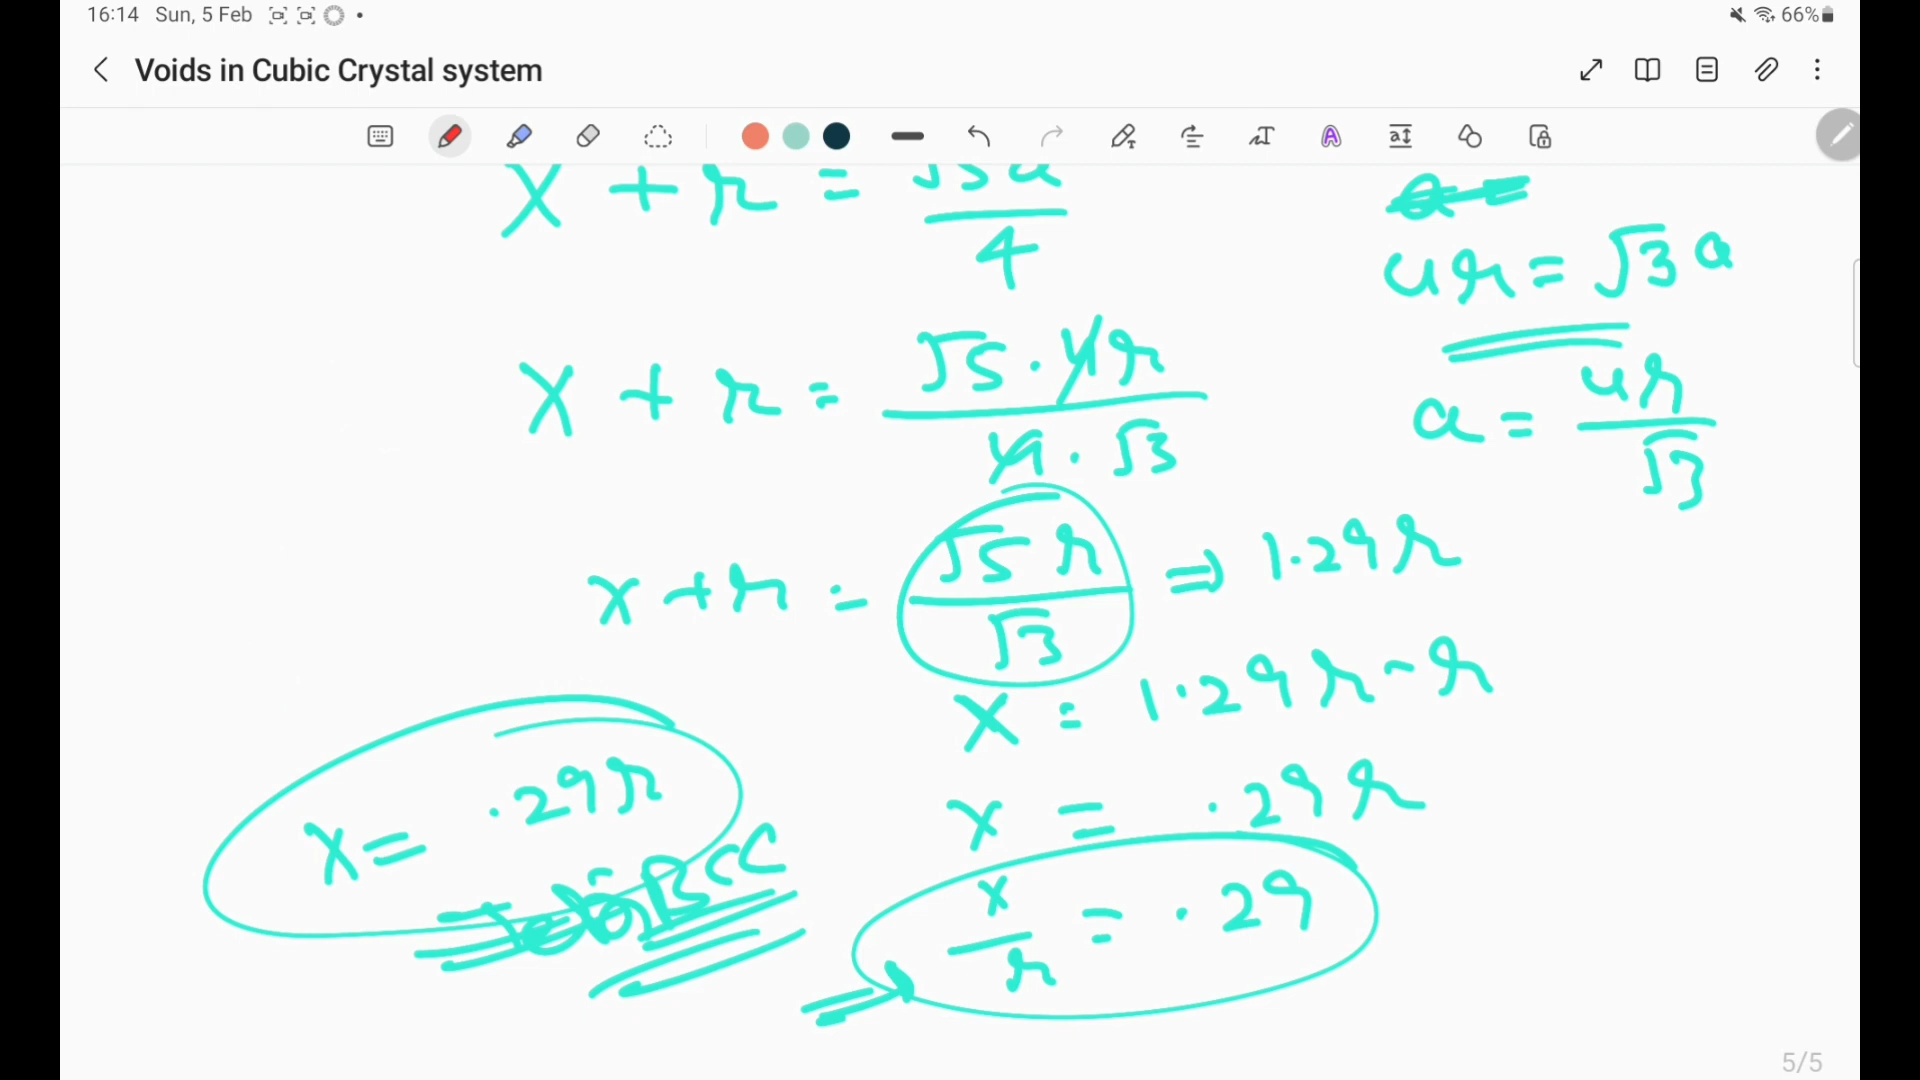 16:14 Sun, 5 Feb
66%
Voids in Cubic Crystal system
x + r = √5a / 4
4r = √3 a
x + r = √5 · 4r / 4 · √3
a = 4r / √3
x + r = √5 r / √3 ⇒ 1.29r
x = 1.29r - r
x = .29r
x = .29r
BCC
x / r = .29
5/5